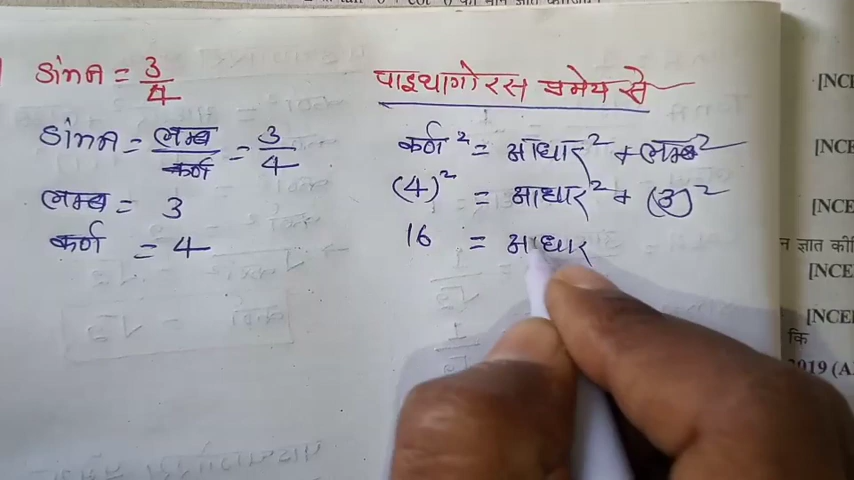 sinA = 3/4
sinA = लम्ब/कर्ण = 3/4
लम्ब = 3
कर्ण = 4
पाइथागोरस प्रमेय से
कर्ण² = आधार² + लम्ब²
(4)² = आधार² + (3)²
16 = आधार
[NCE
[NCE
[NCE
न ज्ञात की
[NCE
[NCE
कि
2019 (A